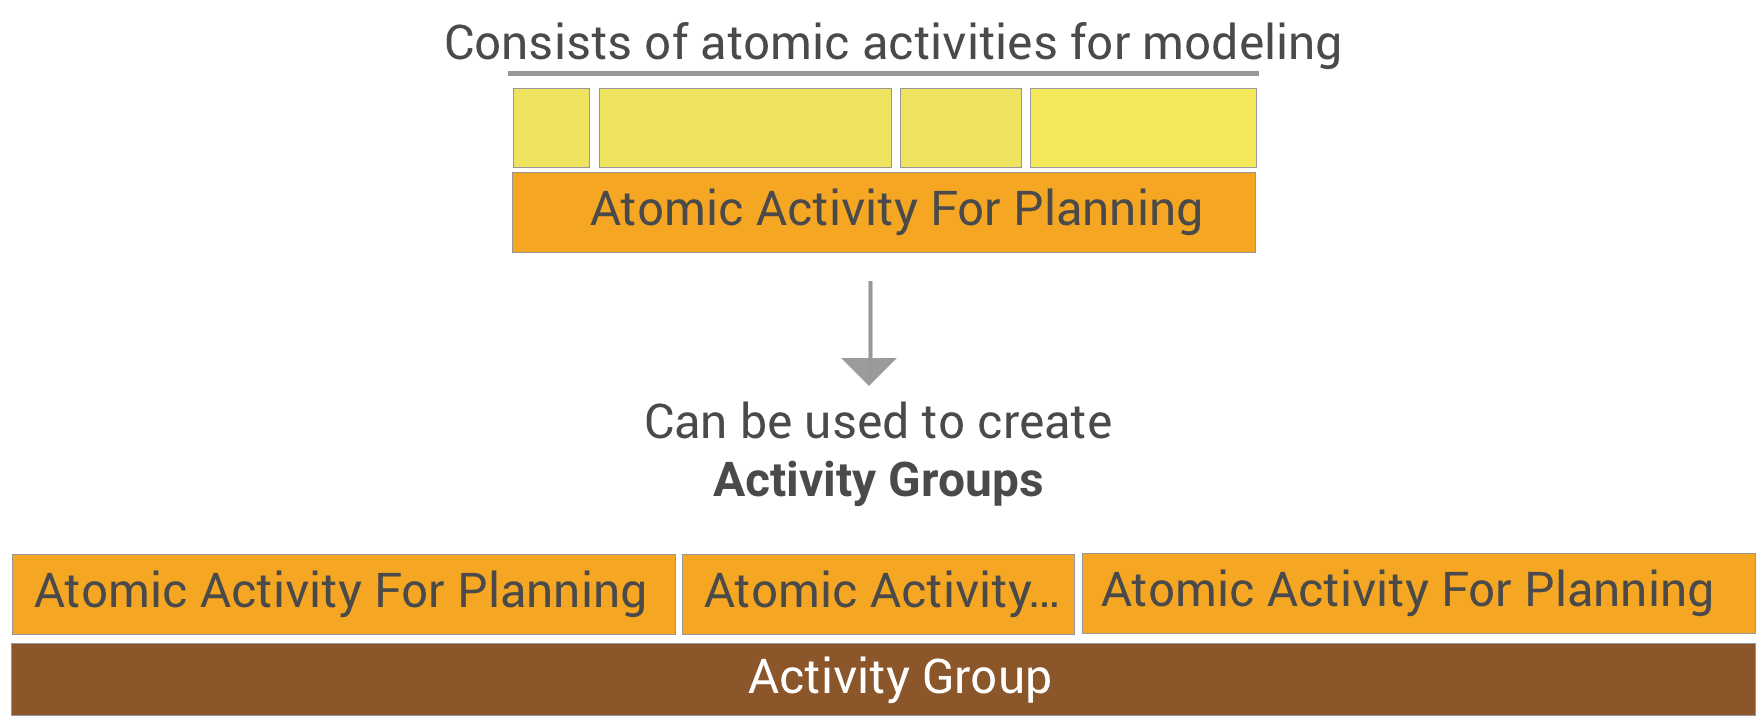 Consists of atomic activities for modeling
Atomic Activity For Planning
Can be used to create
Activity Groups
Atomic Activity For Planning
Atomic Activity...
Atomic Activity For Planning
Activity Group